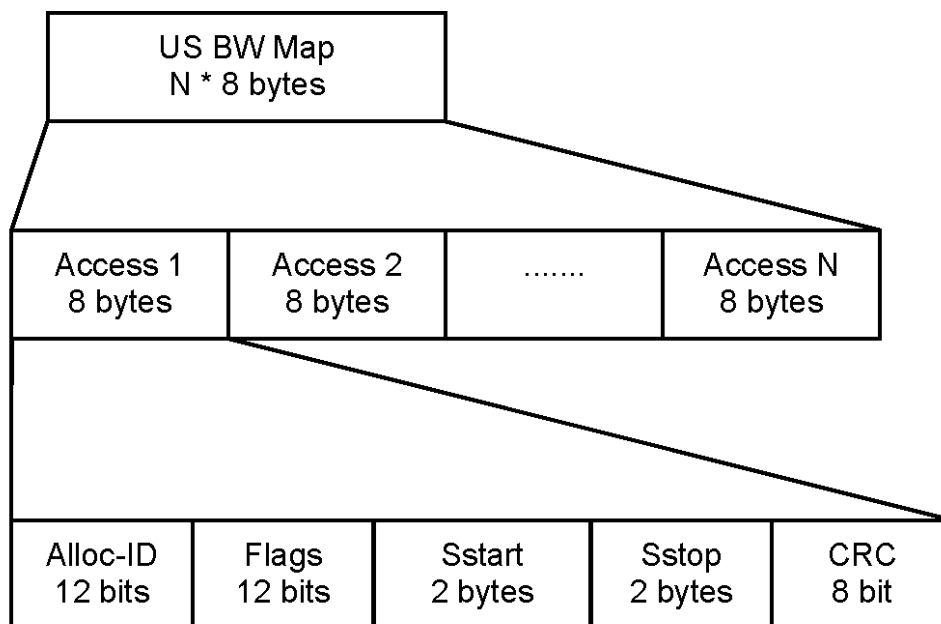 US BW Map
N * 8 bytes
Access 1
8 bytes
Access 2
8 bytes
.......
Access N
8 bytes
Alloc-ID
12 bits
Flags
12 bits
Sstart
2 bytes
Sstop
2 bytes
CRC
8 bit